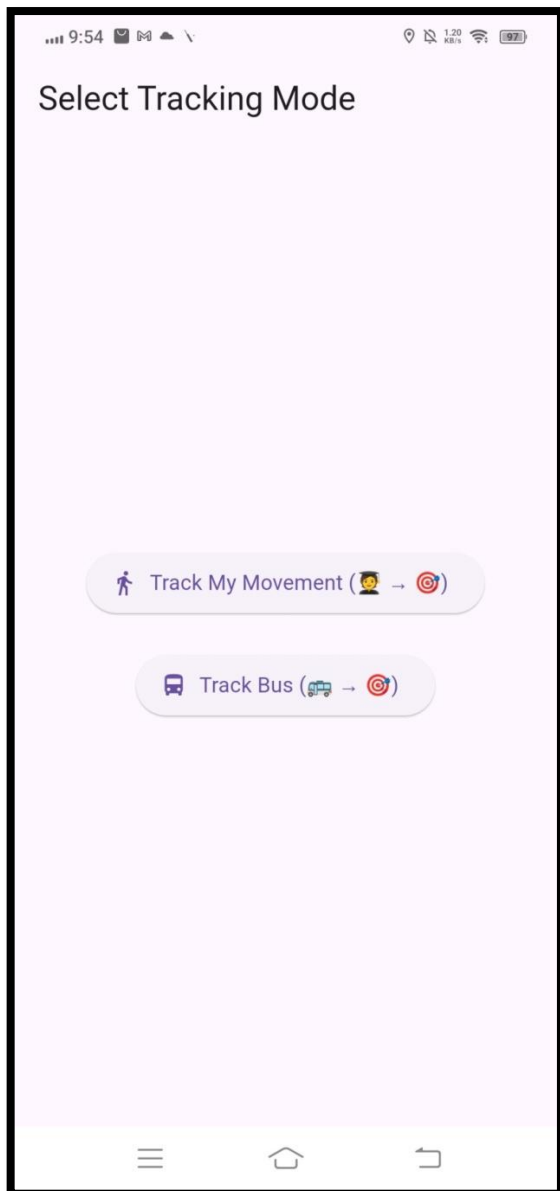 9:54 1.20 KB/s 97
Select Tracking Mode
Track My Movement (🧑‍🎓 → 🎯)
Track Bus (🚌 → 🎯)